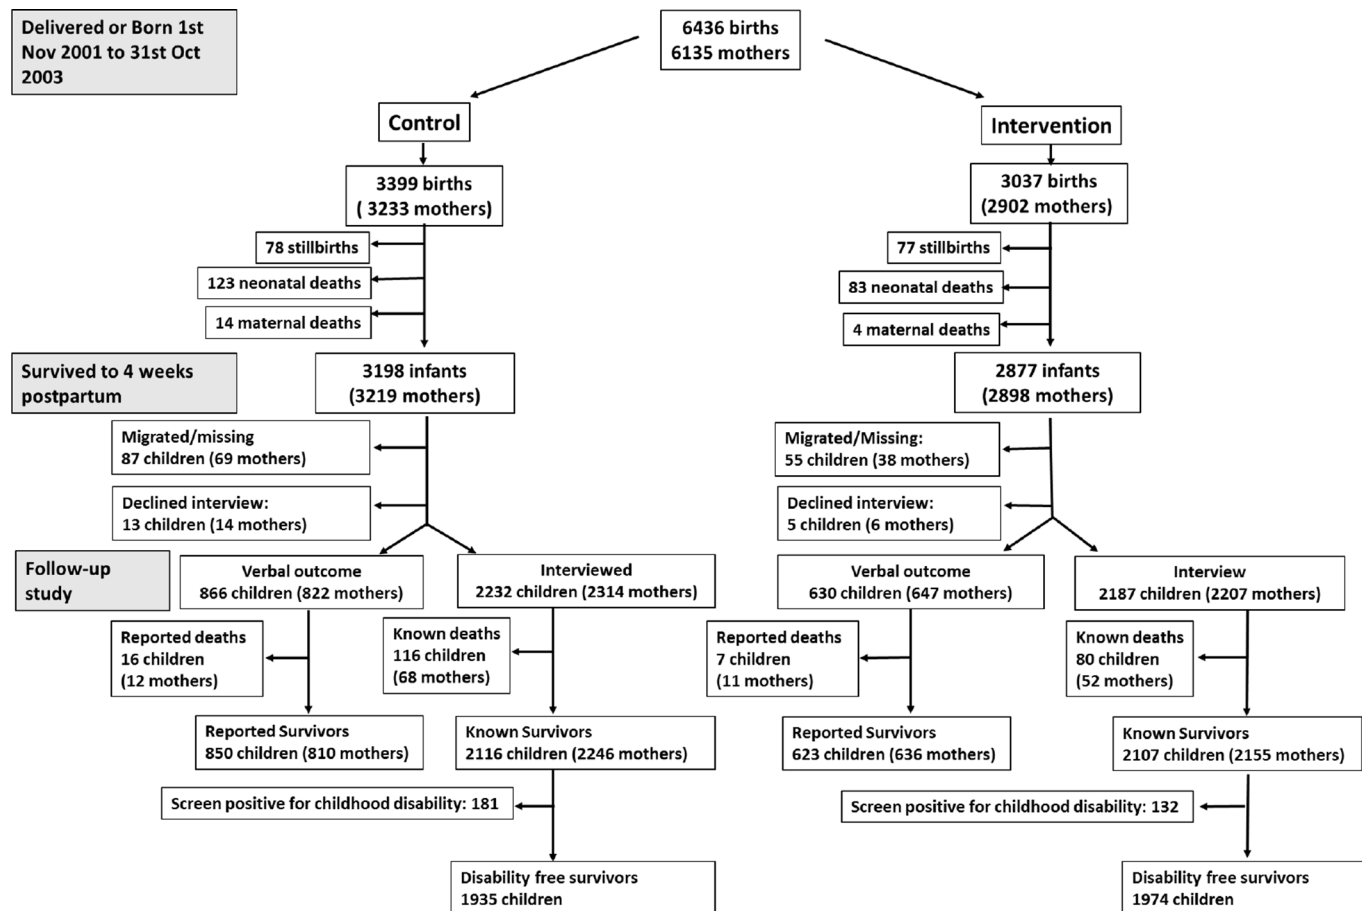 Delivered or Born 1st
Nov 2001 to 31st Oct
2003
6436 births
6135 mothers
Control
Intervention
3399 births
( 3233 mothers)
3037 births
(2902 mothers)
78 stillbirths
77 stillbirths
123 neonatal deaths
83 neonatal deaths
14 maternal deaths
4 maternal deaths
Survived to 4 weeks
postpartum
3198 infants
(3219 mothers)
2877 infants
(2898 mothers)
Migrated/missing
87 children (69 mothers)
Migrated/Missing:
55 children (38 mothers)
Declined interview:
13 children (14 mothers)
Declined interview:
5 children (6 mothers)
Follow-up
study
Verbal outcome
866 children (822 mothers)
Interviewed
2232 children (2314 mothers)
Verbal outcome
630 children (647 mothers)
Interview
2187 children (2207 mothers)
Reported deaths
16 children
(12 mothers)
Known deaths
116 children
(68 mothers)
Reported deaths
7 children
(11 mothers)
Known deaths
80 children
(52 mothers)
Reported Survivors
850 children (810 mothers)
Known Survivors
2116 children (2246 mothers)
Reported Survivors
623 children (636 mothers)
Known Survivors
2107 children (2155 mothers)
Screen positive for childhood disability: 181
Screen positive for childhood disability: 132
Disability free survivors
1935 children
Disability free survivors
1974 children